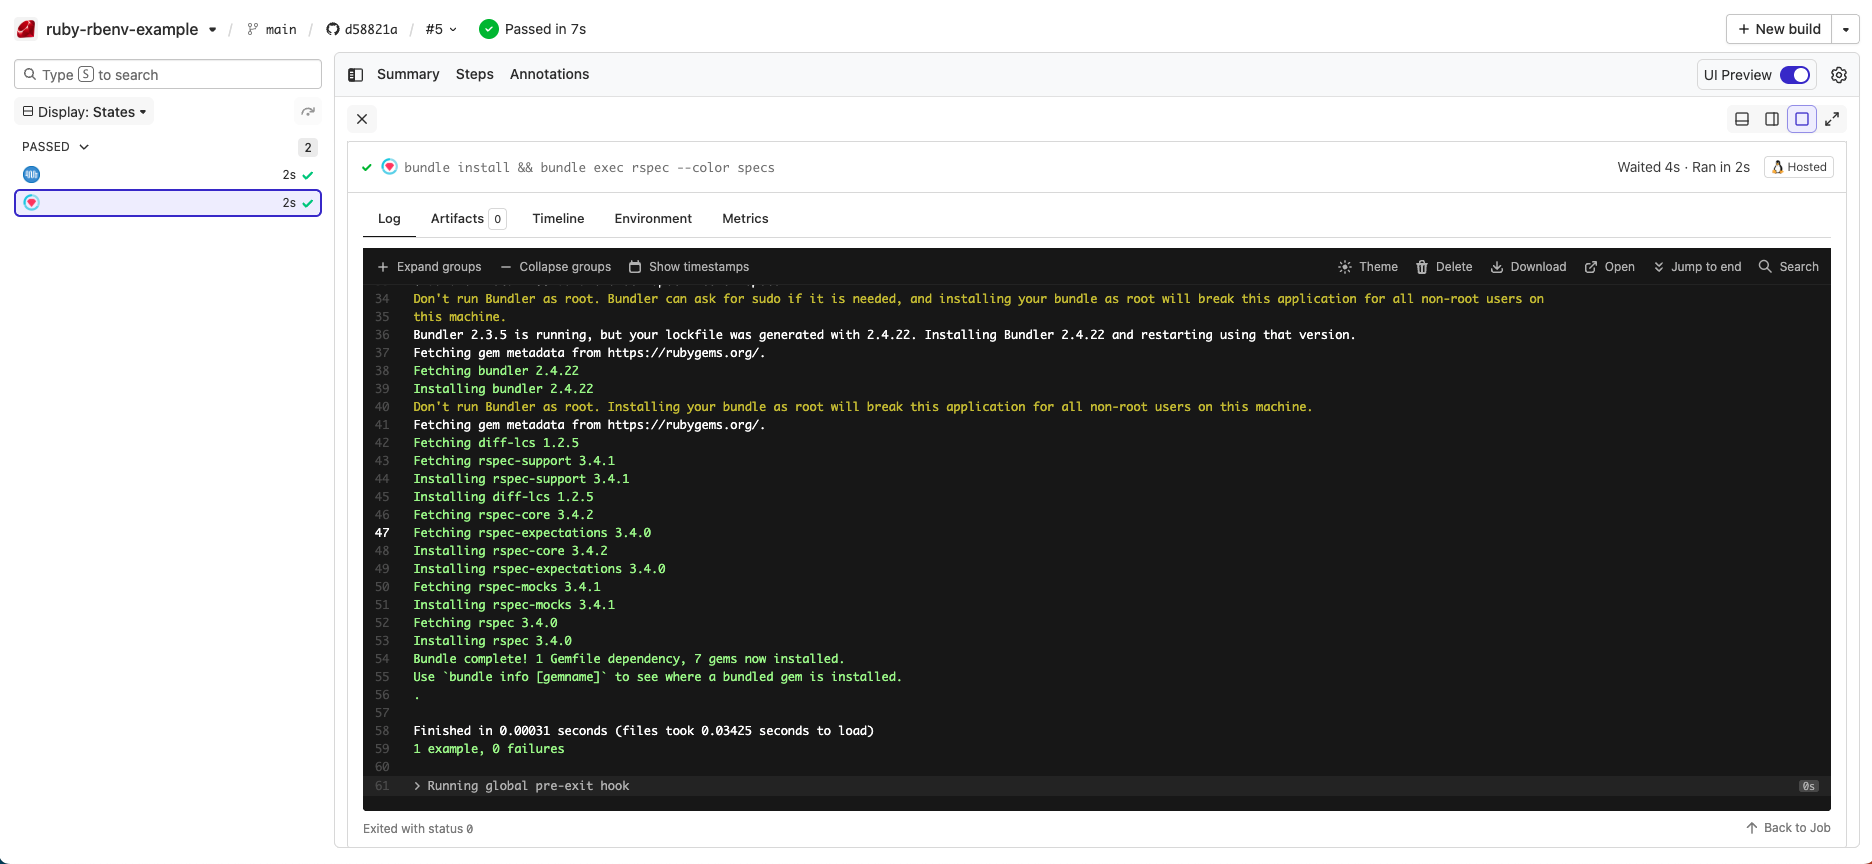 ruby-rbenv-example / main / d58821a / #5 Passed in 7s
New build
Type S to search
Summary Steps Annotations
UI Preview
Display: States
PASSED 2
2s
2s
bundle install && bundle exec rspec --color specs
Waited 4s · Ran in 2s Hosted
Log Artifacts 0 Timeline Environment Metrics
Expand groups Collapse groups Show timestamps Theme Delete Download Open Jump to end Search
34 Don't run Bundler as root. Bundler can ask for sudo if it is needed, and installing your bundle as root will break this application for all non-root users on
35 this machine.
36 Bundler 2.3.5 is running, but your lockfile was generated with 2.4.22. Installing Bundler 2.4.22 and restarting using that version.
37 Fetching gem metadata from https://rubygems.org/.
38 Fetching bundler 2.4.22
39 Installing bundler 2.4.22
40 Don't run Bundler as root. Installing your bundle as root will break this application for all non-root users on this machine.
41 Fetching gem metadata from https://rubygems.org/.
42 Fetching diff-lcs 1.2.5
43 Fetching rspec-support 3.4.1
44 Installing rspec-support 3.4.1
45 Installing diff-lcs 1.2.5
46 Fetching rspec-core 3.4.2
47 Fetching rspec-expectations 3.4.0
48 Installing rspec-core 3.4.2
49 Installing rspec-expectations 3.4.0
50 Fetching rspec-mocks 3.4.1
51 Installing rspec-mocks 3.4.1
52 Fetching rspec 3.4.0
53 Installing rspec 3.4.0
54 Bundle complete! 1 Gemfile dependency, 7 gems now installed.
55 Use `bundle info [gemname]` to see where a bundled gem is installed.
56 .
57
58 Finished in 0.00031 seconds (files took 0.03425 seconds to load)
59 1 example, 0 failures
60
61 > Running global pre-exit hook 0s
Exited with status 0
Back to Job